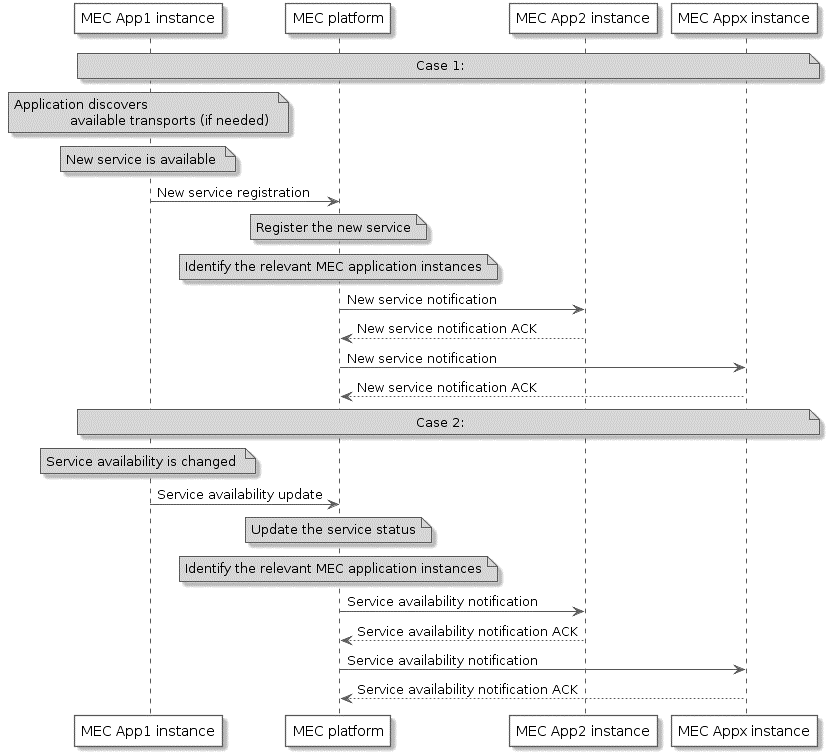 MEC App1 instance
MEC platform
MEC App2 instance
MEC Appx instance
Case 1:
Application discovers
available transports (if needed)
New service is available
New service registration
Register the new service
Identify the relevant MEC application instances
New service notification
New service notification ACK
New service notification
New service notification ACK
Case 2:
Service availability is changed
Service availability update
Update the service status
Identify the relevant MEC application instances
Service availability notification
Service availability notification ACK
Service availability notification
Service availability notification ACK
MEC App1 instance
MEC platform
MEC App2 instance
MEC Appx instance